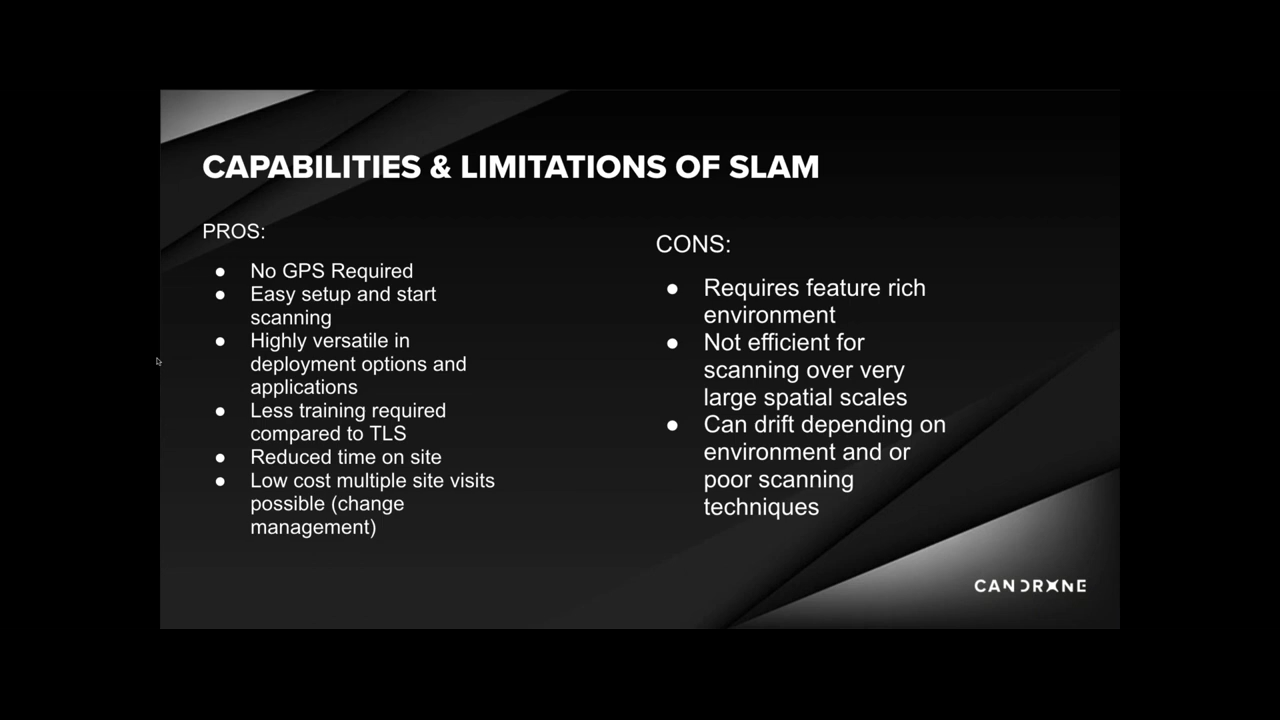 CAPABILITIES & LIMITATIONS OF SLAM
PROS:
● No GPS Required
● Easy setup and start
scanning
● Highly versatile in
deployment options and
applications
● Less training required
compared to TLS
● Reduced time on site
● Low cost multiple site visits
possible (change
management)
CONS:
● Requires feature rich
environment
● Not efficient for
scanning over very
large spatial scales
● Can drift depending on
environment and or
poor scanning
techniques
CANDRONE